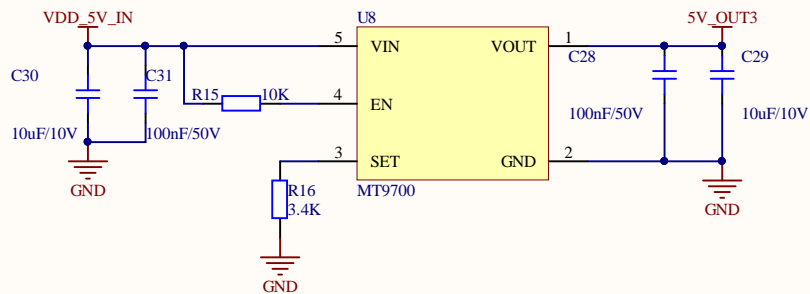 VDD_5V_IN U8 5V_OUT3
5 VIN VOUT 1
C30 C31 C28 C29
R15 10K 4 EN
10uF/10V 100nF/50V 100nF/50V 10uF/10V
3 SET GND 2
GND R16 MT9700
3.4K GND
GND